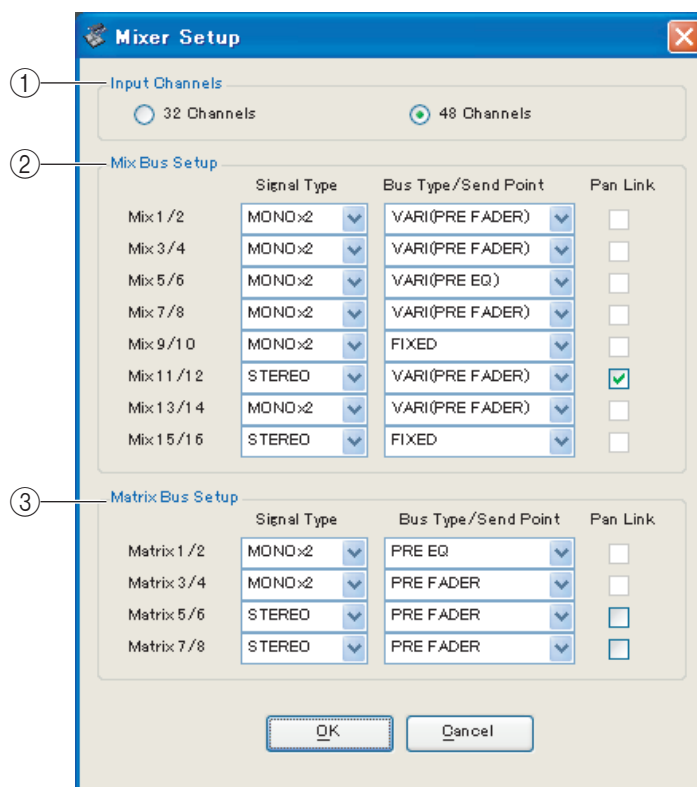 Mixer Setup
① Input Channels
32 Channels 48 Channels
② Mix Bus Setup
Signal Type Bus Type/Send Point Pan Link
Mix 1/2 MONOx2 VARI(PRE FADER)
Mix 3/4 MONOx2 VARI(PRE FADER)
Mix 5/6 MONOx2 VARI(PRE EQ)
Mix 7/8 MONOx2 VARI(PRE FADER)
Mix 9/10 MONOx2 FIXED
Mix 11/12 STEREO VARI(PRE FADER)
Mix 13/14 MONOx2 VARI(PRE FADER)
Mix 15/16 STEREO FIXED
③ Matrix Bus Setup
Signal Type Bus Type/Send Point Pan Link
Matrix 1/2 MONOx2 PRE EQ
Matrix 3/4 MONOx2 PRE FADER
Matrix 5/6 STEREO PRE FADER
Matrix 7/8 STEREO PRE FADER
OK Cancel